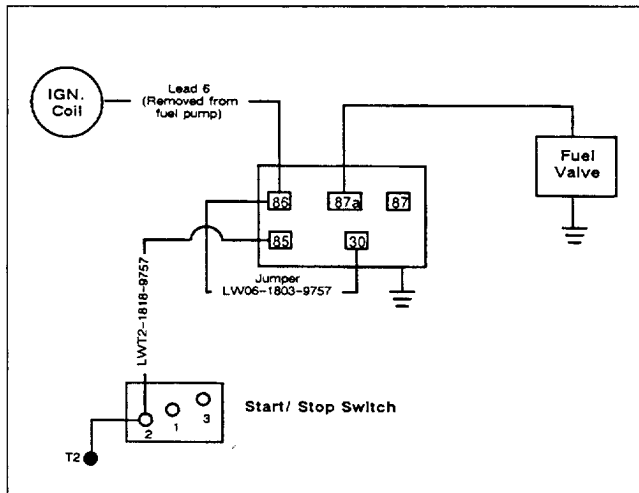 IGN.
Coil
Lead 6
(Removed from
fuel pump)
Fuel
Valve
86
87a
87
85
30
Jumper
LW06-1803-9757
LWT2-1818-9757
Start/ Stop Switch
3
1
2
T2